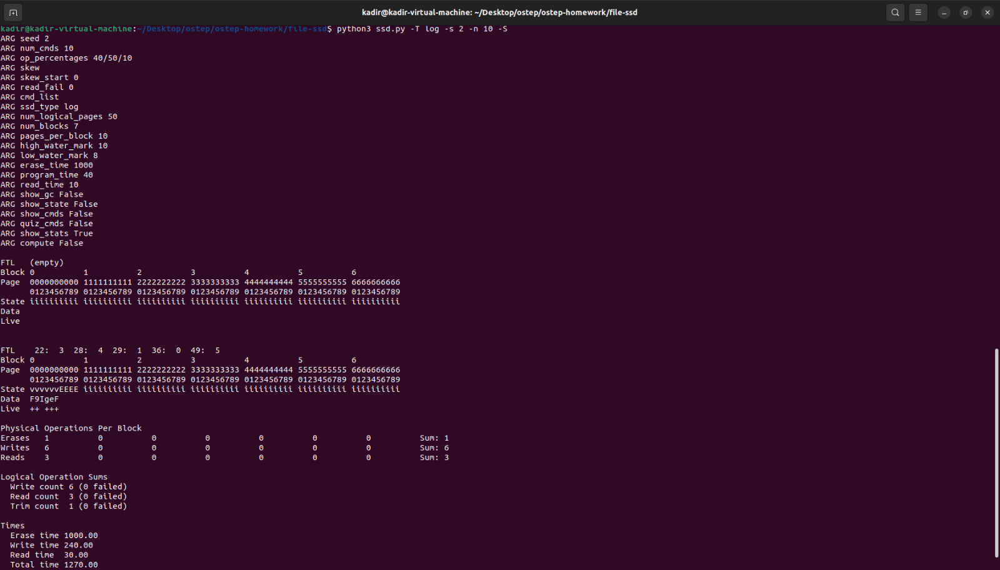 kadir@kadir-virtual-machine: ~/Desktop/ostep/ostep-homework/file-ssd
kadir@kadir-virtual-machine:~/Desktop/ostep/ostep-homework/file-ssd$ python3 ssd.py -T log -s 2 -n 10 -S
ARG seed 2
ARG num_cmds 10
ARG op_percentages 40/50/10
ARG skew
ARG skew_start 0
ARG read_fail 0
ARG cmd_list
ARG ssd_type log
ARG num_logical_pages 50
ARG num_blocks 7
ARG pages_per_block 10
ARG high_water_mark 10
ARG low_water_mark 8
ARG erase_time 1000
ARG program_time 40
ARG read_time 10
ARG show_gc False
ARG show_state False
ARG show_cmds False
ARG quiz_cmds False
ARG show_stats True
ARG compute False
FTL   (empty)
Block 0          1          2          3          4          5          6
Page  0000000000 1111111111 2222222222 3333333333 4444444444 5555555555 6666666666
      0123456789 0123456789 0123456789 0123456789 0123456789 0123456789 0123456789
State iiiiiiiiii iiiiiiiiii iiiiiiiiii iiiiiiiiii iiiiiiiiii iiiiiiiiii iiiiiiiiii
Data
Live
FTL    22:  3  28:  4  29:  1  36:  0  49:  5
Block 0          1          2          3          4          5          6
Page  0000000000 1111111111 2222222222 3333333333 4444444444 5555555555 6666666666
      0123456789 0123456789 0123456789 0123456789 0123456789 0123456789 0123456789
State vvvvvvEEEE iiiiiiiiii iiiiiiiiii iiiiiiiiii iiiiiiiiii iiiiiiiiii iiiiiiiiii
Data  F9IgeF
Live  ++ +++
Physical Operations Per Block
Erases   1          0          0          0          0          0          0          Sum: 1
Writes   6          0          0          0          0          0          0          Sum: 6
Reads    3          0          0          0          0          0          0          Sum: 3
Logical Operation Sums
  Write count 6 (0 failed)
  Read count  3 (0 failed)
  Trim count  1 (0 failed)
Times
  Erase time 1000.00
  Write time 240.00
  Read time  30.00
  Total time 1270.00